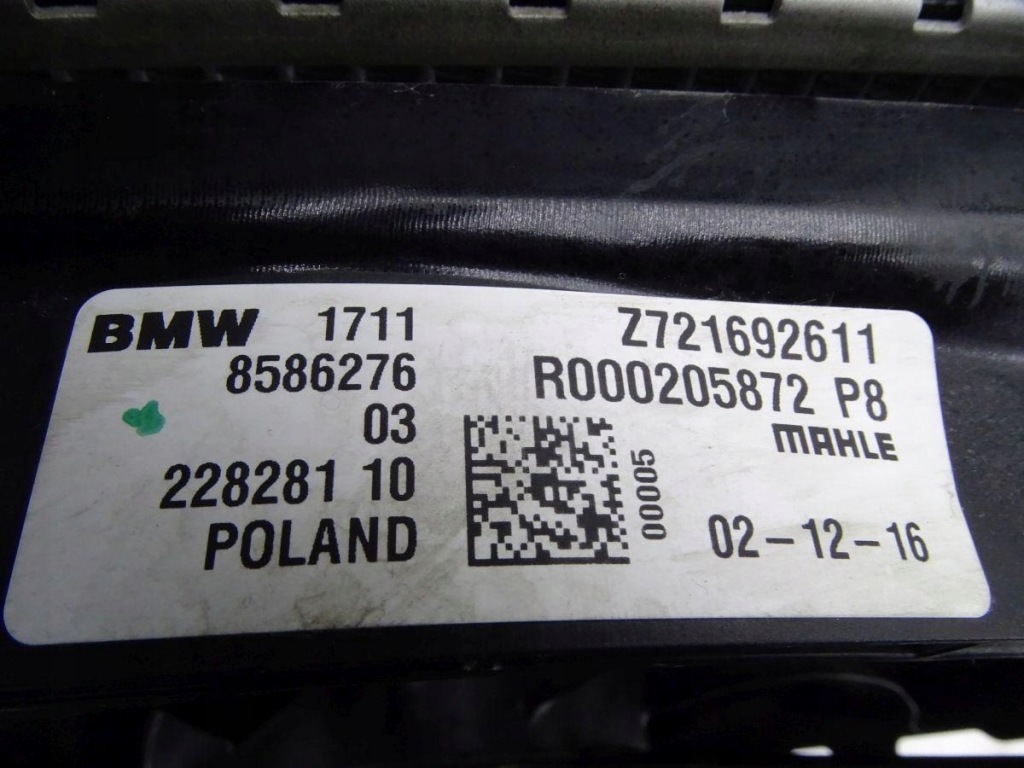 BMW 1711
8586276
03
228281 10
POLAND
Z721692611
R000205872 P8
MAHLE
00005
02-12-16